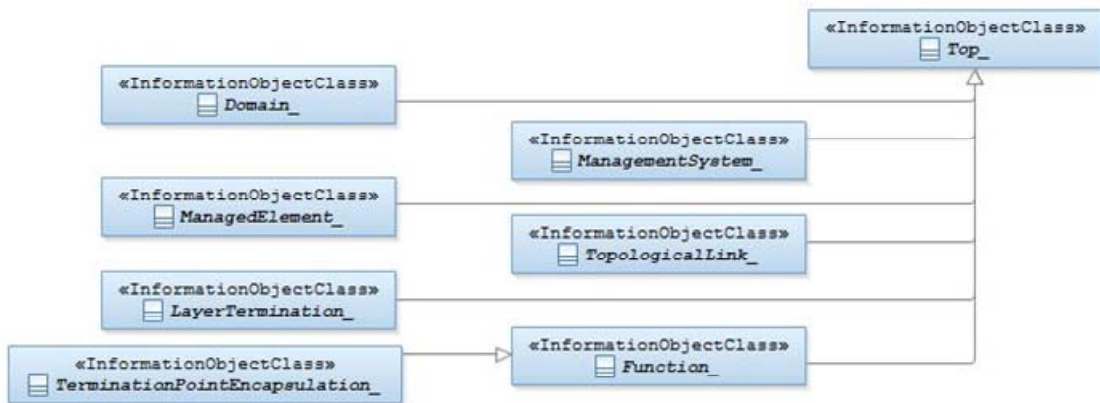 «InformationObjectClass»
Top_
«InformationObjectClass»
Domain_
«InformationObjectClass»
ManagementSystem_
«InformationObjectClass»
ManagedElement_
«InformationObjectClass»
TopologicalLink_
«InformationObjectClass»
LayerTermination_
«InformationObjectClass»
Function_
«InformationObjectClass»
TerminationPointEncapsulation_